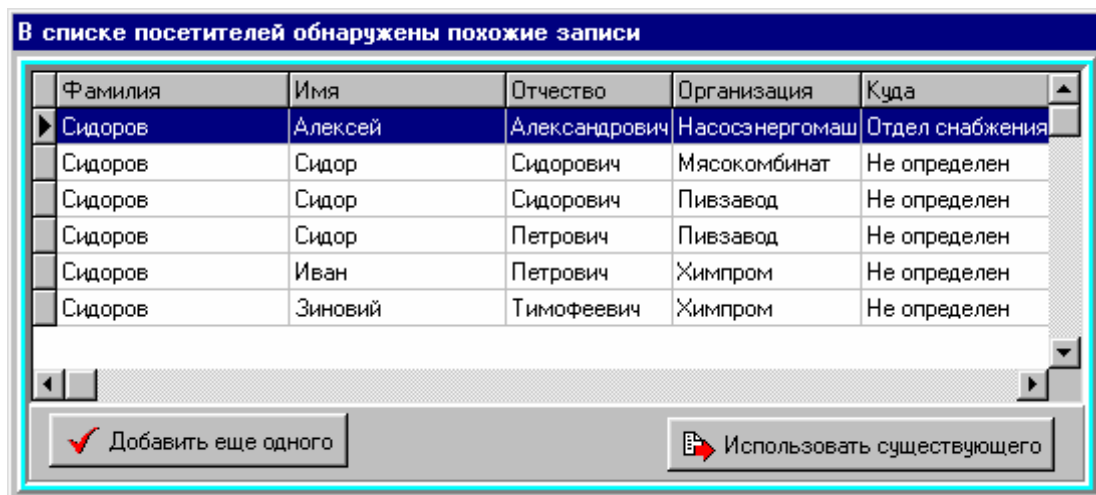 В списке посетителей обнаружены похожие записи
Фамилия Имя Отчество Организация Куда
Сидоров Алексей Александрович Насосэнергомаш Отдел снабжения
Сидоров Сидор Сидорович Мясокомбинат Не определен
Сидоров Сидор Сидорович Пивзавод Не определен
Сидоров Сидор Петрович Пивзавод Не определен
Сидоров Иван Петрович Химпром Не определен
Сидоров Зиновий Тимофеевич Химпром Не определен
Добавить еще одного Использовать существующего